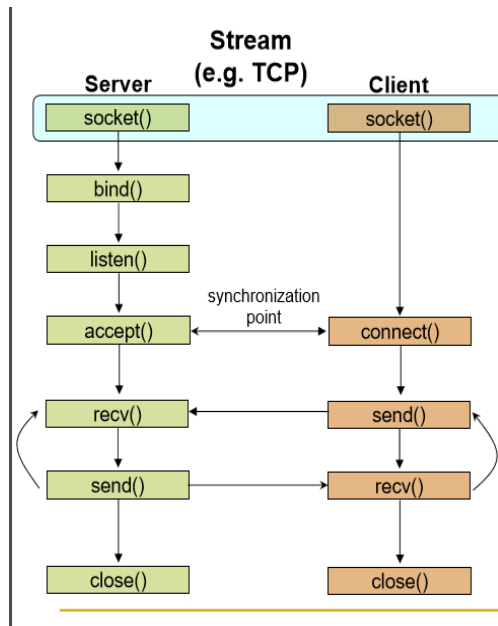 Stream
(e.g. TCP)
Server
Client
socket()
socket()
bind()
listen()
synchronization
point
accept()
connect()
recv()
send()
send()
recv()
close()
close()